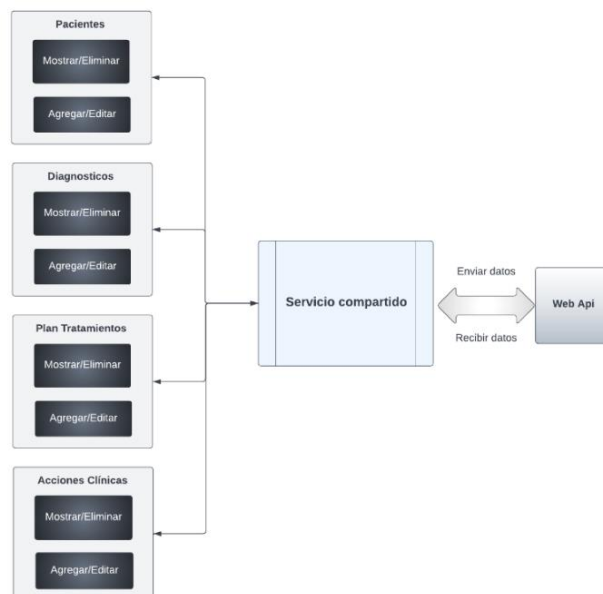 Pacientes
Mostrar/Eliminar
Agregar/Editar
Diagnosticos
Mostrar/Eliminar
Agregar/Editar
Plan Tratamientos
Mostrar/Eliminar
Agregar/Editar
Acciones Clínicas
Mostrar/Eliminar
Agregar/Editar
Servicio compartido
Enviar datos
Recibir datos
Web Api